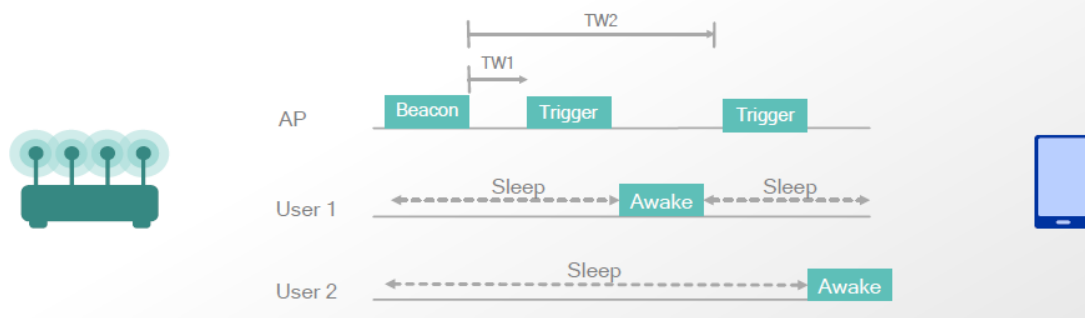 TW2
TW1
AP Beacon Trigger Trigger
User 1 Sleep Awake Sleep
User 2 Sleep Awake